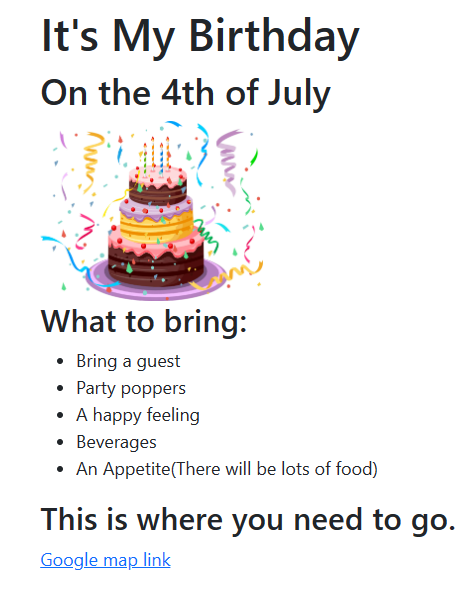 It's My Birthday
On the 4th of July
What to bring:
Bring a guest
Party poppers
A happy feeling
Beverages
An Appetite(There will be lots of food)
This is where you need to go.
Google map link